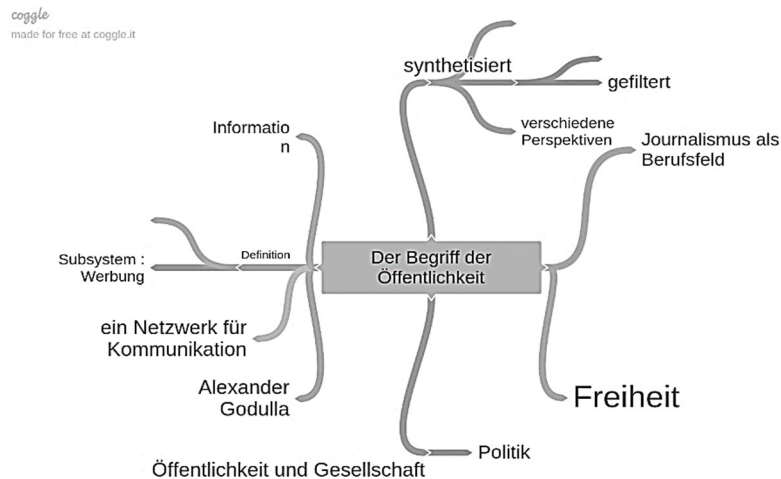 coggle
made for free at coggle.it
synthetisiert
gefiltert
verschiedene
Perspektiven
Journalismus als
Berufsfeld
Informatio
n
Definition
Subsystem :
Werbung
Der Begriff der
Öffentlichkeit
ein Netzwerk für
Kommunikation
Alexander
Godulla
Freiheit
Politik
Öffentlichkeit und Gesellschaft